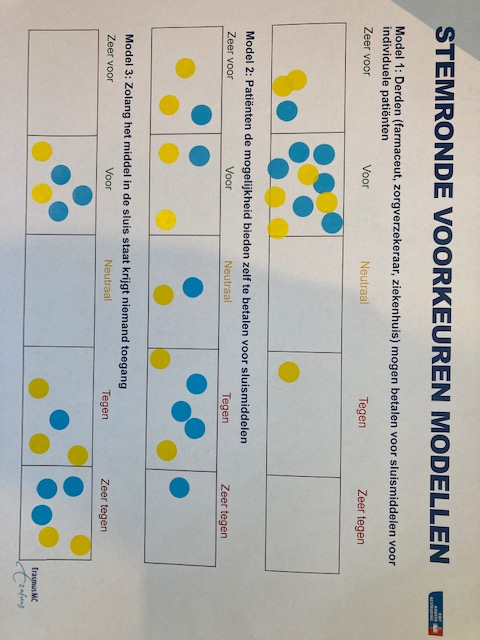 STEMRONDE VOORKEUREN MODELLEN
Model 1: Derden (farmaceut, zorgverzekeraar, ziekenhuis) mogen betalen voor sluismiddelen voor
individuele patiënten
Zeer voor Voor Neutraal Tegen Zeer tegen
Model 2: Patiënten de mogelijkheid bieden zelf te betalen voor sluismiddelen
Zeer voor Voor Neutraal Tegen Zeer tegen
Model 3: Zolang het middel in de sluis staat krijgt niemand toegang
Zeer voor Voor Neutraal Tegen Zeer tegen
Erasmus MC